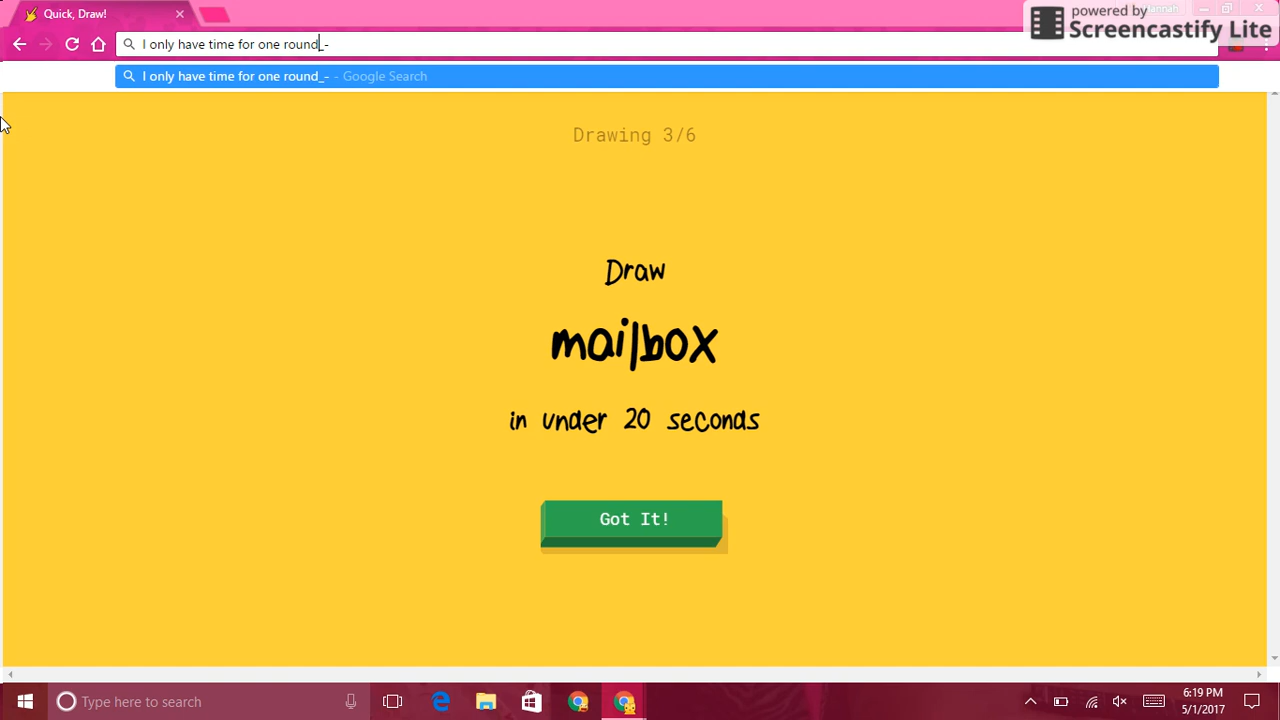 Quick, Draw!
Hannah
powered by
Screencastify Lite
I only have time for one round_-
I only have time for one round_- - Google Search
Drawing 3/6
Draw
mailbox
in under 20 seconds
Got It!
Type here to search
6:19 PM
5/1/2017